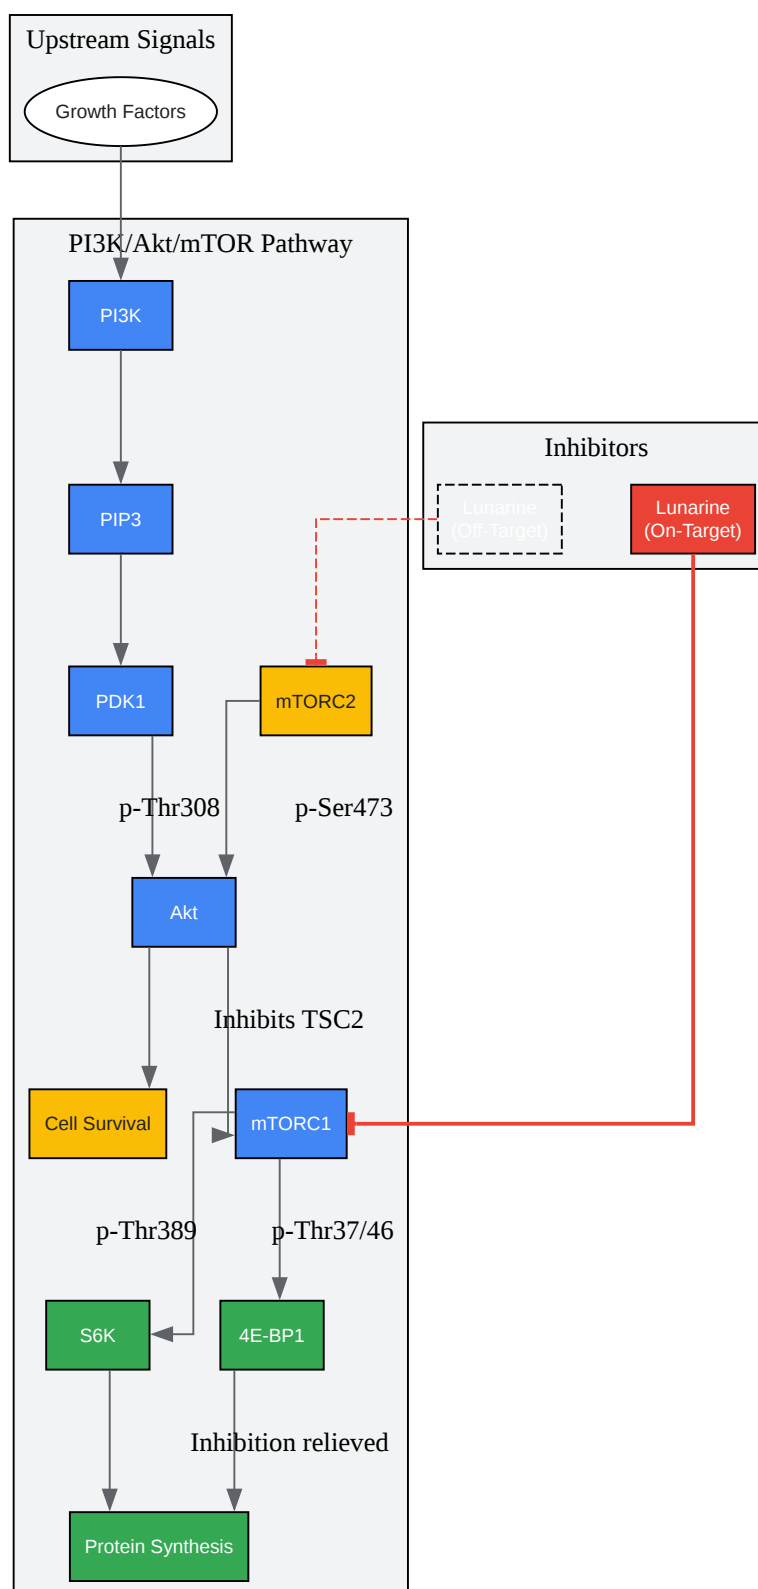 Upstream Signals
Growth Factors
PI3K/Akt/mTOR Pathway
PI3K
Inhibitors
PIP3
Lunarine
(Off-Target)
Lunarine
(On-Target)
PDK1
mTORC2
p-Thr308
p-Ser473
Akt
Inhibits TSC2
Cell Survival
mTORC1
p-Thr389
p-Thr37/46
S6K
4E-BP1
Inhibition relieved
Protein Synthesis